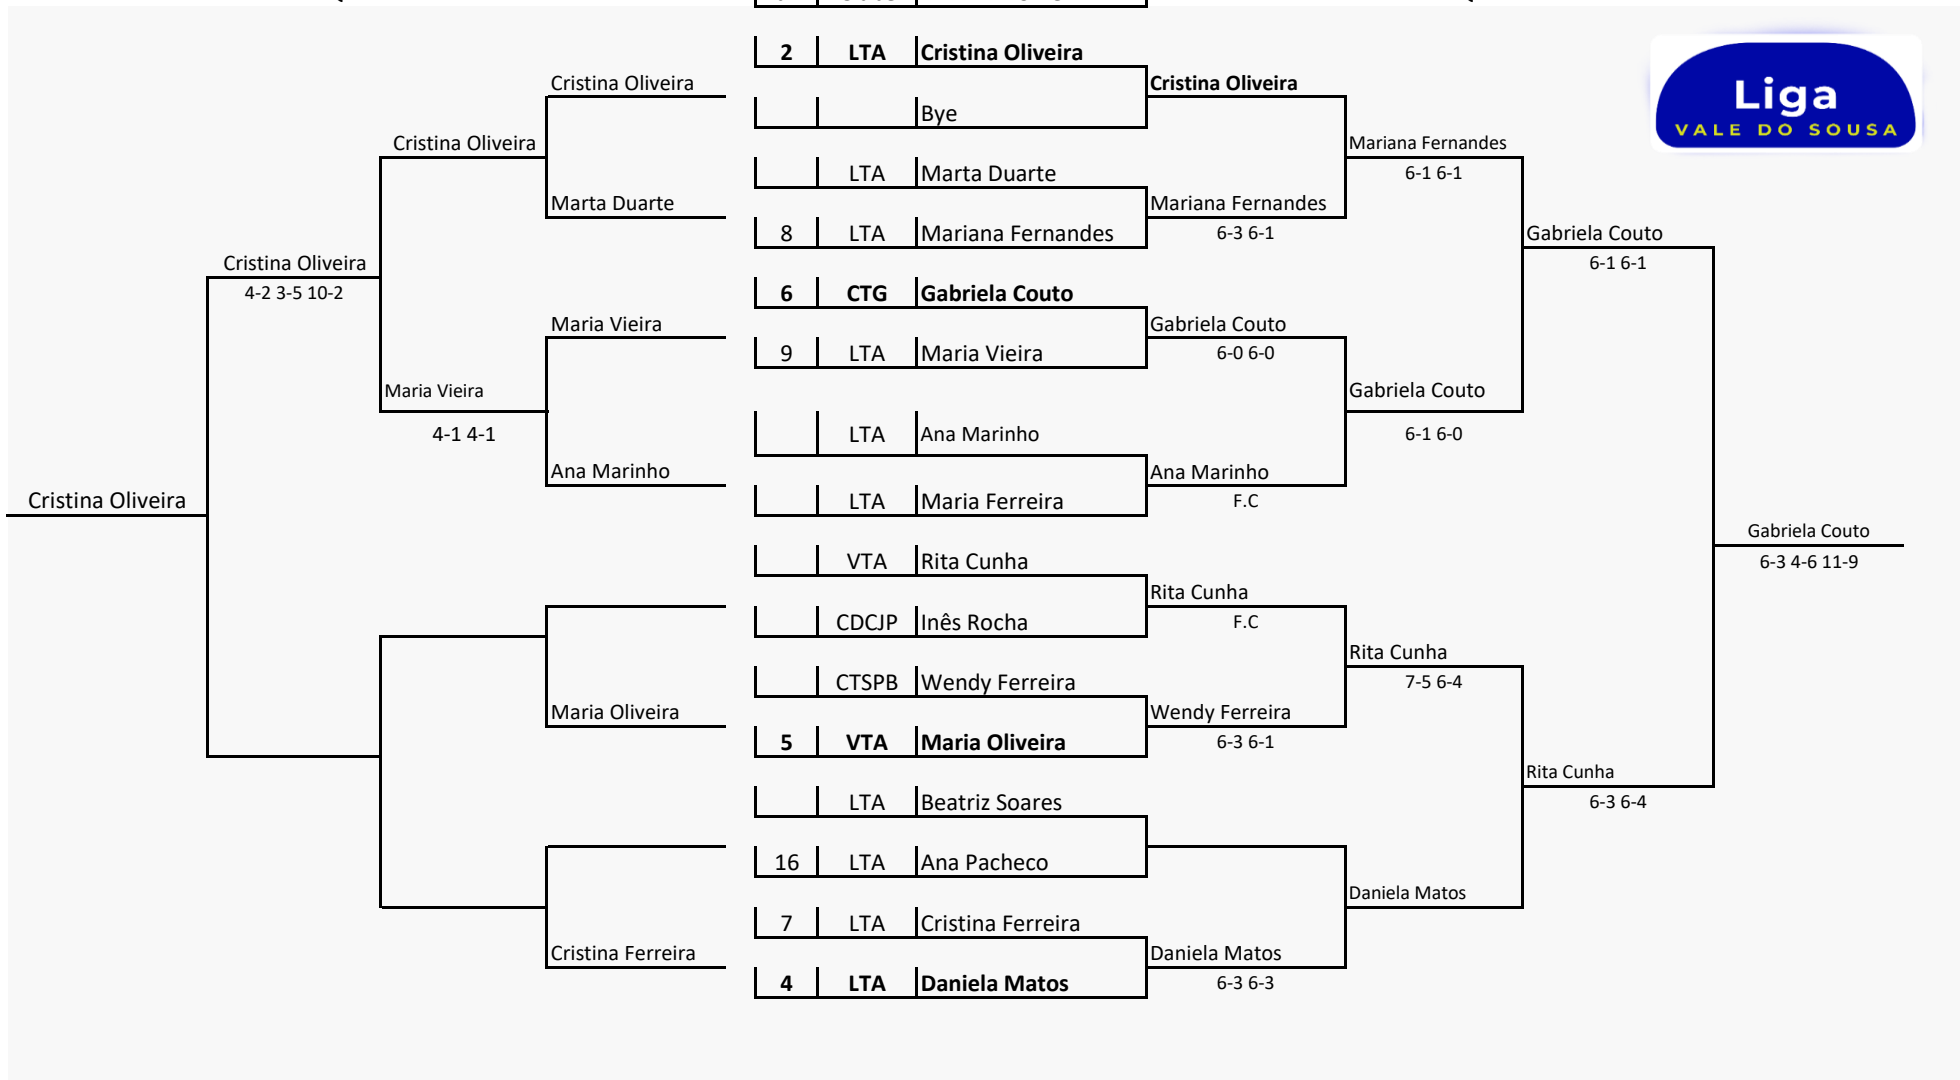 2 LTA Cristina Oliveira
Cristina Oliveira
Cristina Oliveira
Bye
Liga
VALE DO SOUSA
Cristina Oliveira
Mariana Fernandes
LTA Marta Duarte
6-1 6-1
Marta Duarte
Mariana Fernandes
8 LTA Mariana Fernandes
6-3 6-1
Gabriela Couto
Cristina Oliveira
6-1 6-1
4-2 3-5 10-2
6 CTG Gabriela Couto
Maria Vieira
Gabriela Couto
9 LTA Maria Vieira
6-0 6-0
Maria Vieira
Gabriela Couto
4-1 4-1
LTA Ana Marinho
6-1 6-0
Ana Marinho
Ana Marinho
Cristina Oliveira
LTA Maria Ferreira
F.C
Gabriela Couto
VTA Rita Cunha
6-3 4-6 11-9
Rita Cunha
CDCJP Inês Rocha
F.C
Rita Cunha
CTSPB Wendy Ferreira
7-5 6-4
Maria Oliveira
Wendy Ferreira
5 VTA Maria Oliveira
6-3 6-1
Rita Cunha
LTA Beatriz Soares
6-3 6-4
16 LTA Ana Pacheco
Daniela Matos
7 LTA Cristina Ferreira
Cristina Ferreira
Daniela Matos
4 LTA Daniela Matos
6-3 6-3